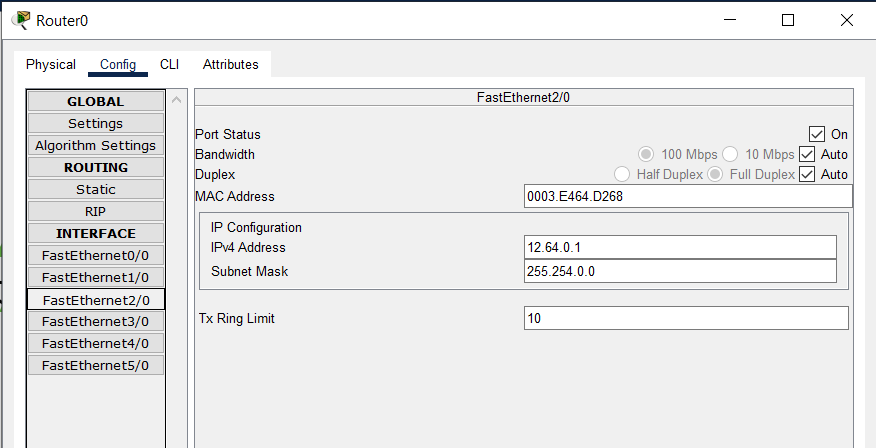 Router0
Physical Config CLI Attributes
GLOBAL
Settings
Algorithm Settings
ROUTING
Static
RIP
INTERFACE
FastEthernet0/0
FastEthernet1/0
FastEthernet2/0
FastEthernet3/0
FastEthernet4/0
FastEthernet5/0
FastEthernet2/0
Port Status On
Bandwidth 100 Mbps 10 Mbps Auto
Duplex Half Duplex Full Duplex Auto
MAC Address 0003.E464.D268
IP Configuration
IPv4 Address 12.64.0.1
Subnet Mask 255.254.0.0
Tx Ring Limit 10